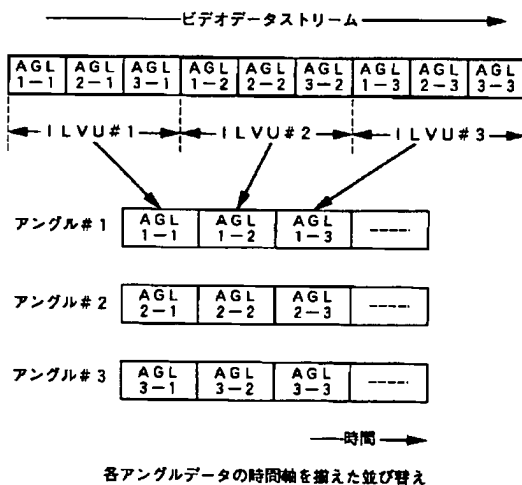 ビデオデータストリーム
AGL AGL AGL AGL AGL AGL AGL AGL AGL
1-1 2-1 3-1 1-2 2-2 3-2 1-3 2-3 3-3
ILVU#1 ILVU#2 ILVU#3
アングル#1
AGL AGL AGL
1-1 1-2 1-3 -----
アングル#2
AGL AGL AGL
2-1 2-2 2-3 -----
アングル#3
AGL AGL AGL
3-1 3-2 3-3 -----
時間
各アングルデータの時間軸を揃えた並び替え